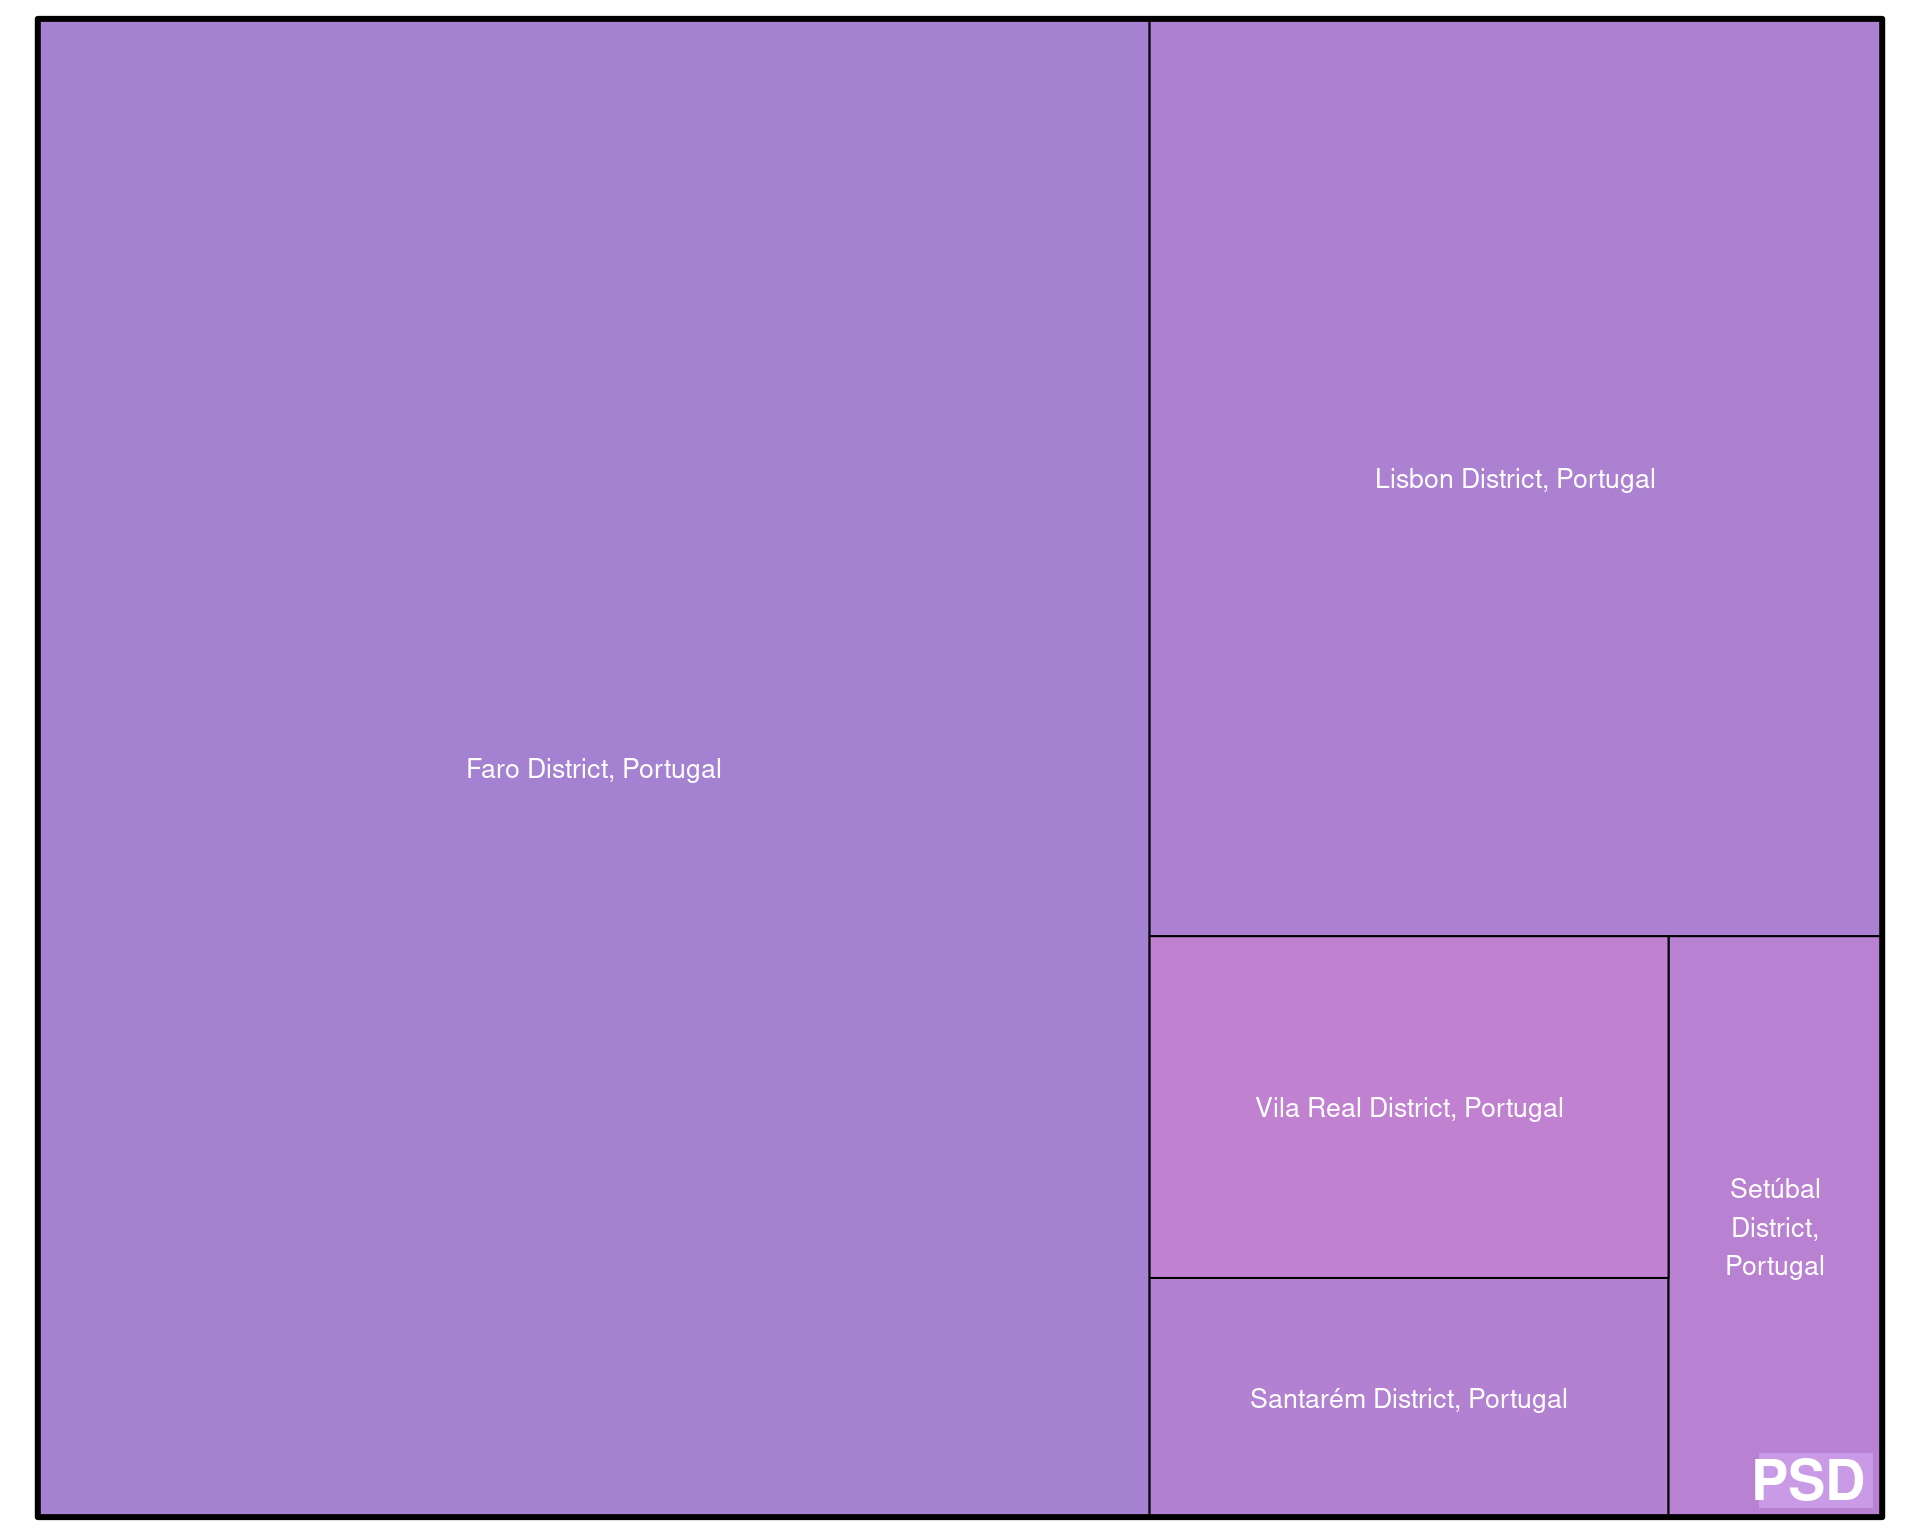 Faro District, Portugal
Lisbon District, Portugal
Vila Real District, Portugal
Setúbal
District,
Portugal
Santarém District, Portugal
PSD